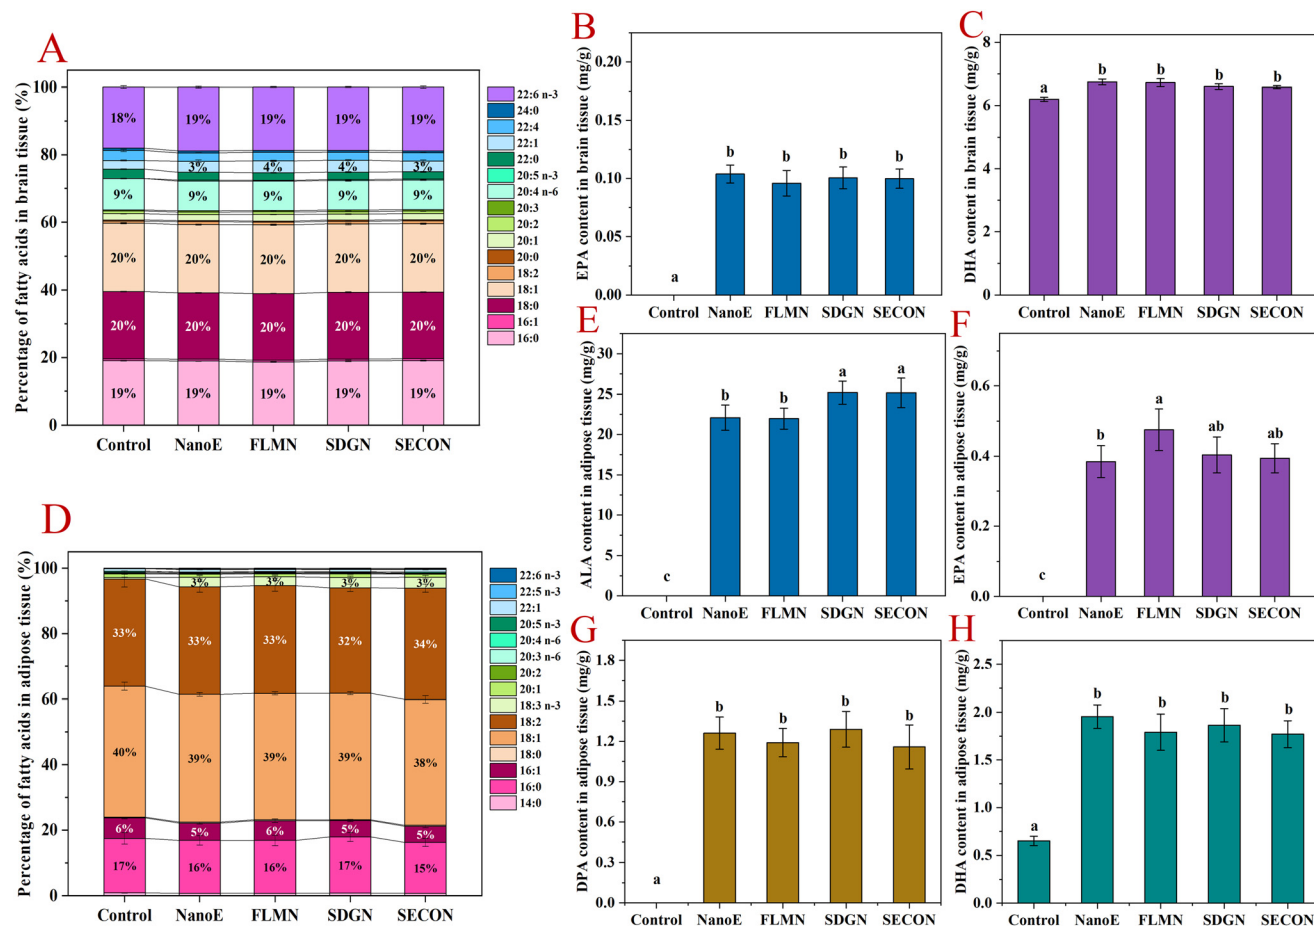 A
Percentage of fatty acids in brain tissue (%)
100
80
60
40
20
0
18% 19% 19% 19% 19%
3% 4% 4% 3%
9% 9% 9% 9% 9%
20% 20% 20% 20% 20%
20% 20% 20% 20% 20%
19% 19% 19% 19% 19%
Control NanoE FLMN SDGN SECON
22:6 n-3
24:0
22:4
22:1
22:0
20:5 n-3
20:4 n-6
20:3
20:2
20:1
20:0
18:2
18:1
18:0
16:1
16:0
B
EPA content in brain tissue (mg/g)
0.20
0.15
0.10
0.05
0.00
a b b b b
Control NanoE FLMN SDGN SECON
C
DHA content in brain tissue (mg/g)
8
6
4
2
0
a b b b b
Control NanoE FLMN SDGN SECON
D
Percentage of fatty acids in adipose tissue (%)
100
80
60
40
20
0
3% 3% 3% 3%
33% 33% 33% 32% 34%
40% 39% 39% 39% 38%
6% 5% 6% 5% 5%
17% 16% 16% 17% 15%
Control NanoE FLMN SDGN SECON
22:6 n-3
22:5 n-3
22:1
20:5 n-3
20:4 n-6
20:3 n-6
20:2
20:1
18:3 n-3
18:2
18:1
18:0
16:1
16:0
14:0
E
ALA content in adipose tissue (mg/g)
30
25
20
15
10
5
0
c b b a a
Control NanoE FLMN SDGN SECON
F
EPA content in adipose tissue (mg/g)
0.6
0.4
0.2
0.0
c b a ab ab
Control NanoE FLMN SDGN SECON
G
DPA content in adipose tissue (mg/g)
1.8
1.5
1.2
0.9
0.6
0.3
0.0
a b b b b
Control NanoE FLMN SDGN SECON
H
DHA content in adipose tissue (mg/g)
2.5
2.0
1.5
1.0
0.5
0.0
a b b b b
Control NanoE FLMN SDGN SECON